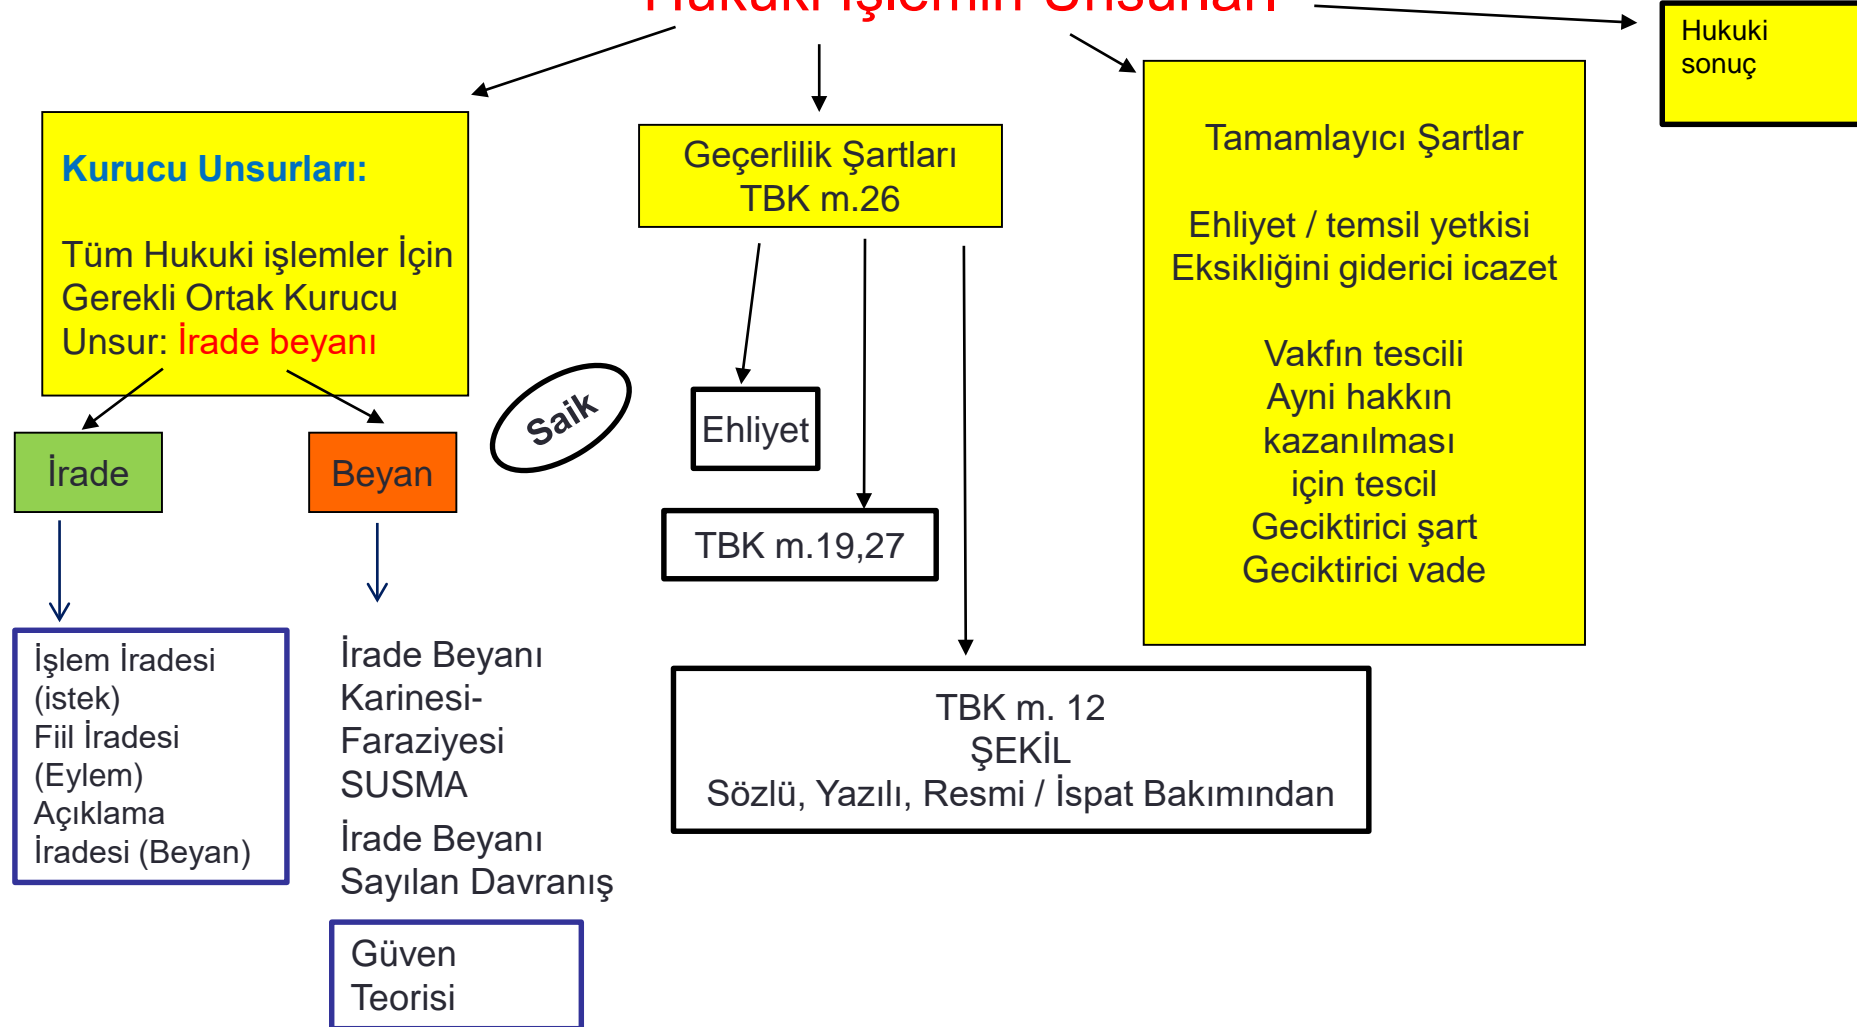 Hukuki İşlemin Unsurları
Hukuki
sonuç
Kurucu Unsurları:
Tüm Hukuki işlemler İçin
Gerekli Ortak Kurucu
Unsur: İrade beyanı
Geçerlilik Şartları
TBK m.26
Tamamlayıcı Şartlar
Ehliyet / temsil yetkisi
Eksikliğini giderici icazet
Vakfın tescili
Ayni hakkın
kazanılması
için tescil
Geciktirici şart
Geciktirici vade
İrade
Beyan
Saik
Ehliyet
TBK m.19,27
İşlem İradesi
(istek)
Fiil İradesi
(Eylem)
Açıklama
İradesi (Beyan)
İrade Beyanı
Karinesi-
Faraziyesi
SUSMA
İrade Beyanı
Sayılan Davranış
Güven
Teorisi
TBK m. 12
ŞEKİL
Sözlü, Yazılı, Resmi / İspat Bakımından